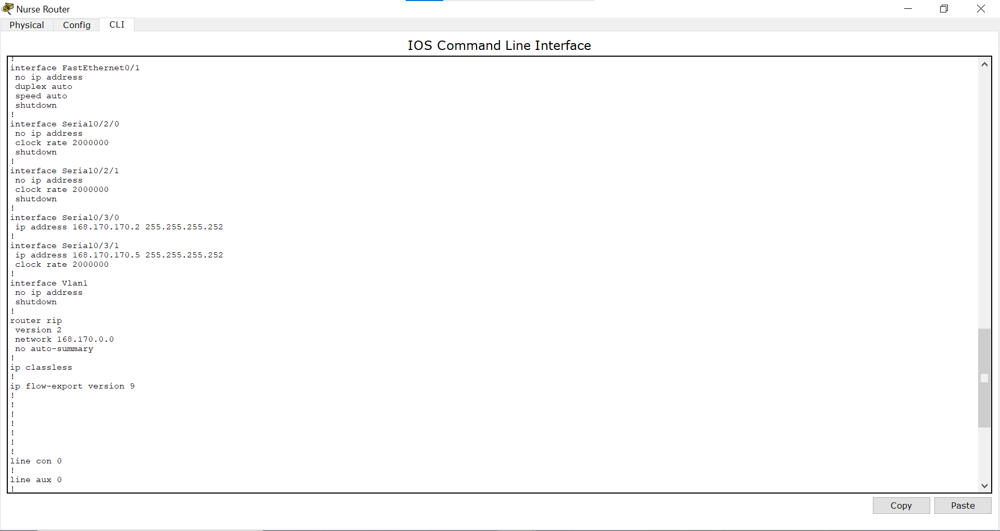 Nurse Router
Physical Config CLI
IOS Command Line Interface
!
interface FastEthernet0/1
 no ip address
 duplex auto
 speed auto
 shutdown
!
interface Serial0/2/0
 no ip address
 clock rate 2000000
 shutdown
!
interface Serial0/2/1
 no ip address
 clock rate 2000000
 shutdown
!
interface Serial0/3/0
 ip address 168.170.170.2 255.255.255.252
!
interface Serial0/3/1
 ip address 168.170.170.5 255.255.255.252
 clock rate 2000000
!
interface Vlan1
 no ip address
 shutdown
!
router rip
 version 2
 network 168.170.0.0
 no auto-summary
!
ip classless
!
ip flow-export version 9
!
!
!
!
!
!
!
line con 0
!
line aux 0
!
Copy Paste